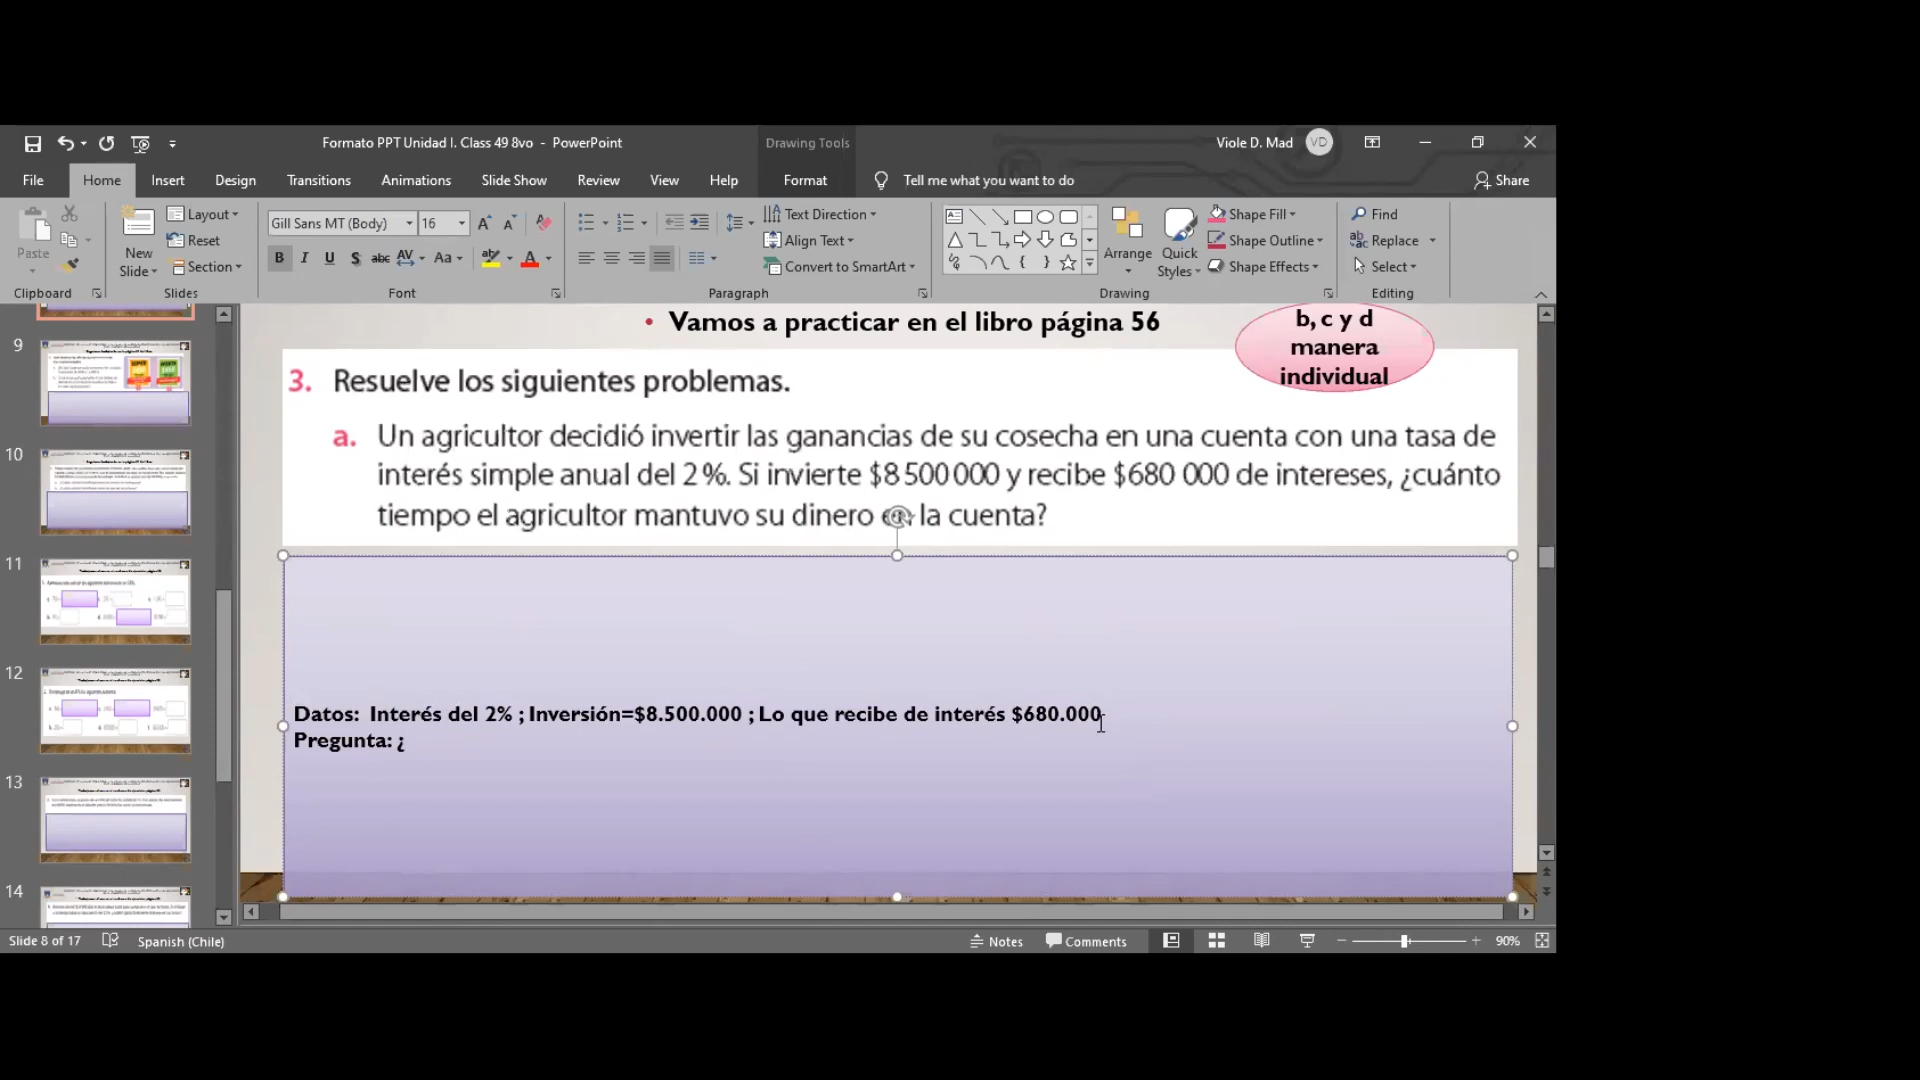 Formato PPT Unidad I. Class 49 8vo - PowerPoint
Drawing Tools
Viole D. Mad
VD
File
Home
Insert
Design
Transitions
Animations
Slide Show
Review
View
Help
Format
Tell me what you want to do
Share
Paste
New Slide
Layout
Reset
Section
Gill Sans MT (Body)
16
B
I
U
S
abc
AV
Aa
A
Text Direction
Align Text
Convert to SmartArt
Arrange
Quick Styles
Shape Fill
Shape Outline
Shape Effects
Find
Replace
Select
Clipboard
Slides
Font
Paragraph
Drawing
Editing
9
10
11
12
13
14
• Vamos a practicar en el libro página 56
b, c y d
manera
individual
3. Resuelve los siguientes problemas.
a. Un agricultor decidió invertir las ganancias de su cosecha en una cuenta con una tasa de
interés simple anual del 2 %. Si invierte $8 500 000 y recibe $680 000 de intereses, ¿cuánto
tiempo el agricultor mantuvo su dinero en la cuenta?
Datos: Interés del 2% ; Inversión=$8.500.000 ; Lo que recibe de interés $680.000
Pregunta: ¿
Slide 8 of 17
Spanish (Chile)
Notes
Comments
90%